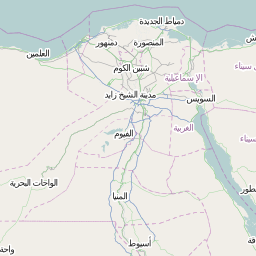 دمياط الجديدة
المنصورة
دمنهور
العلمين
شبين الكوم
الإسماعيلية
مدينة الشيخ زايد
السويس
العربية
الفيوم
الواحات البحرية
المنيا
أسيوط